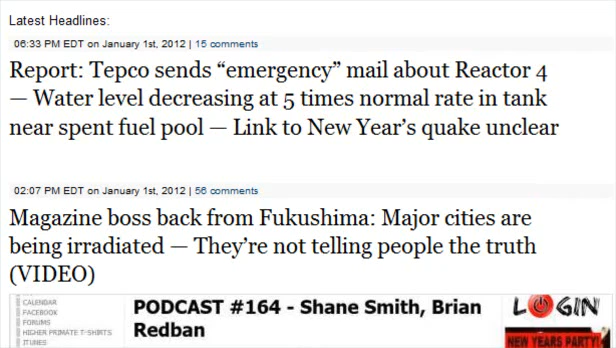 Latest Headlines:
06:33 PM EDT on January 1st, 2012 | 15 comments
Report: Tepco sends “emergency” mail about Reactor 4
— Water level decreasing at 5 times normal rate in tank
near spent fuel pool — Link to New Year’s quake unclear
02:07 PM EDT on January 1st, 2012 | 56 comments
Magazine boss back from Fukushima: Major cities are
being irradiated — They’re not telling people the truth
(VIDEO)
CALENDAR
FACEBOOK
FORUMS
HIGHER PRIMATE T-SHIRTS
ITUNES
PODCAST #164 - Shane Smith, Brian
Redban
LOGIN
NEW YEARS PARTY!